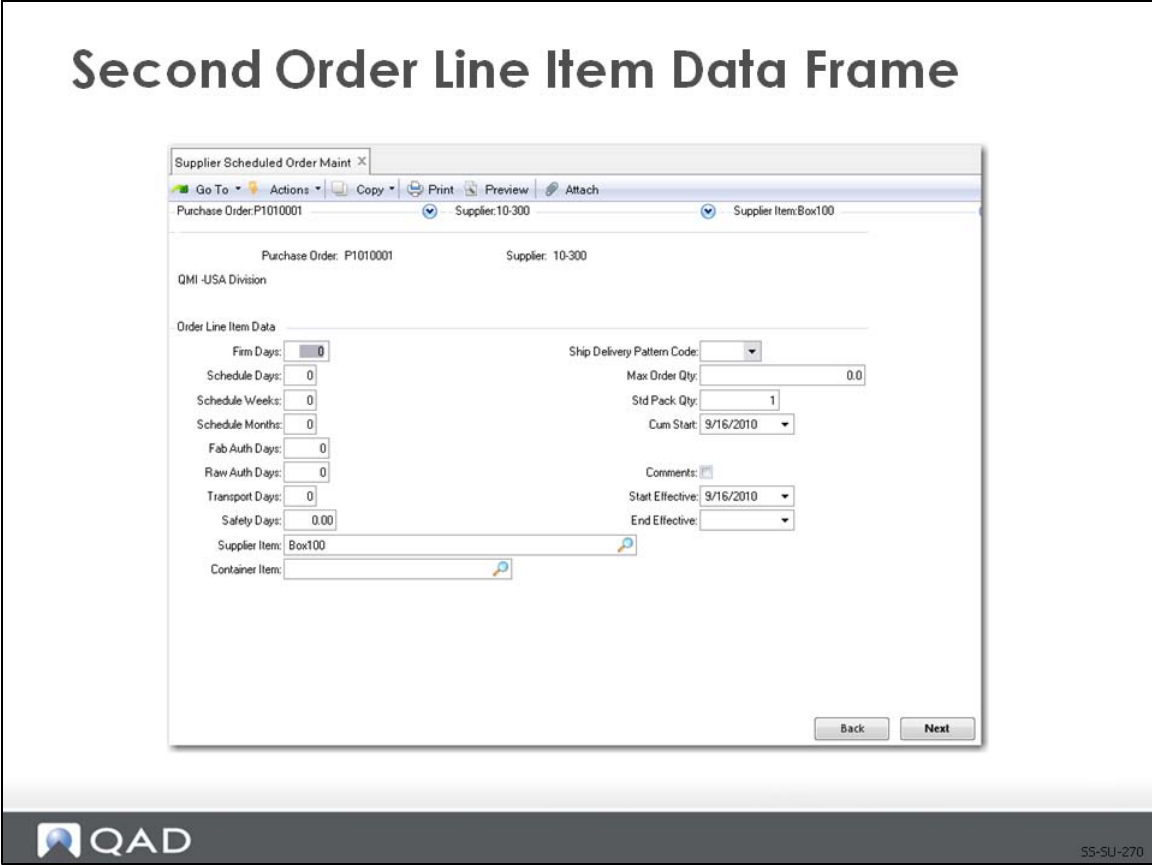 Second Order Line Item Data Frame
Supplier Scheduled Order Maint
Go To Actions Copy Print Preview Attach
Purchase Order:P1010001 Supplier:10-300 Supplier Item:Box100
Purchase Order: P1010001 Supplier: 10-300
QMI -USA Division
Order Line Item Data
Firm Days: 0 Ship Delivery Pattern Code:
Schedule Days: 0 Max Order Qty: 0.0
Schedule Weeks: 0 Std Pack Qty: 1
Schedule Months: 0 Cum Start: 9/16/2010
Fab Auth Days: 0
Raw Auth Days: 0 Comments:
Transport Days: 0 Start Effective: 9/16/2010
Safety Days: 0.00 End Effective:
Supplier Item: Box100
Container Item:
Back Next
QAD
SS-SU-270